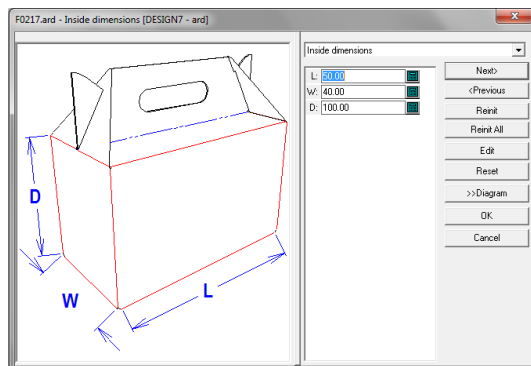 F0217.ard - Inside dimensions [DESIGN7 - ard]
D
W
L
Inside dimensions
L: 50.00
W: 40.00
D: 100.00
Next>
<Previous
Reinit
Reinit All
Edit
Reset
>>Diagram
OK
Cancel